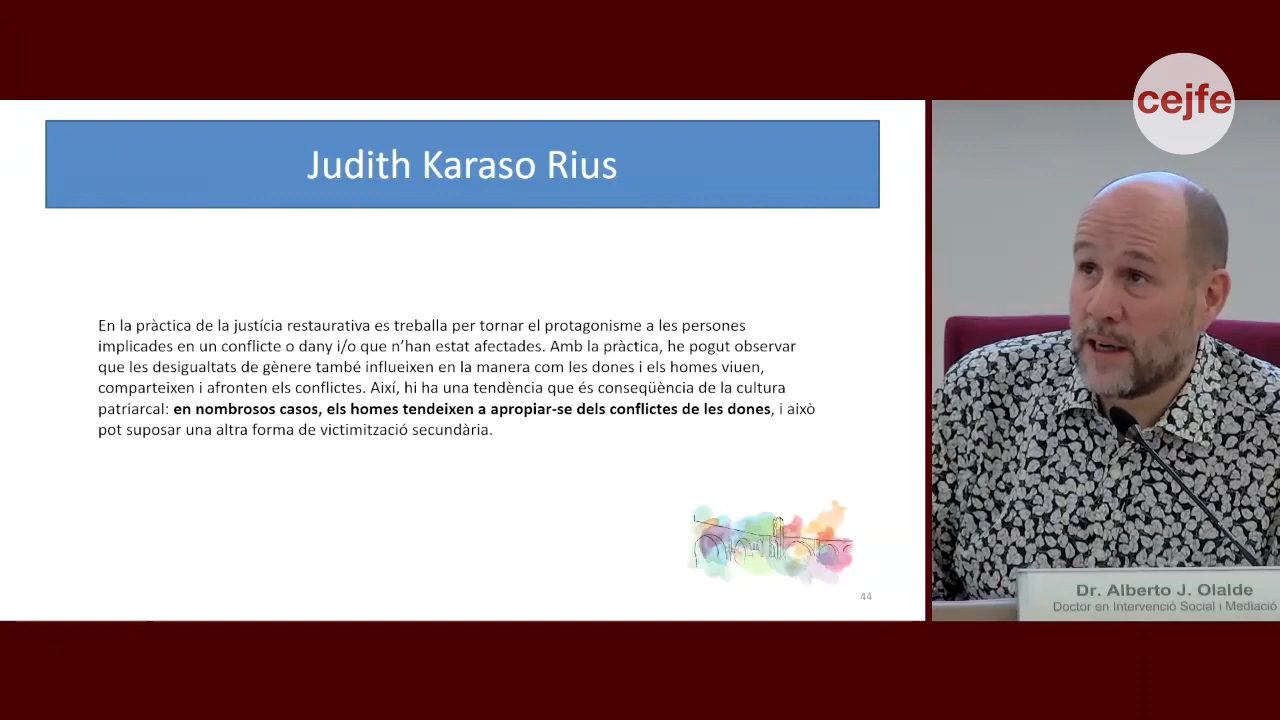 cejfe
Judith Karaso Rius
En la pràctica de la justícia restaurativa es treballa per tornar el protagonisme a les persones
implicades en un conflicte o dany i/o que n'han estat afectades. Amb la pràctica, he pogut observar
que les desigualtats de gènere també influeixen en la manera com les dones i els homes viuen,
comparteixen i afronten els conflictes. Així, hi ha una tendència que és conseqüència de la cultura
patriarcal: en nombrosos casos, els homes tendeixen a apropiar-se dels conflictes de les dones, i això
pot suposar una altra forma de victimització secundària.
44
Dr. Alberto J. Olalde
Doctor en Intervenció Social i Mediació